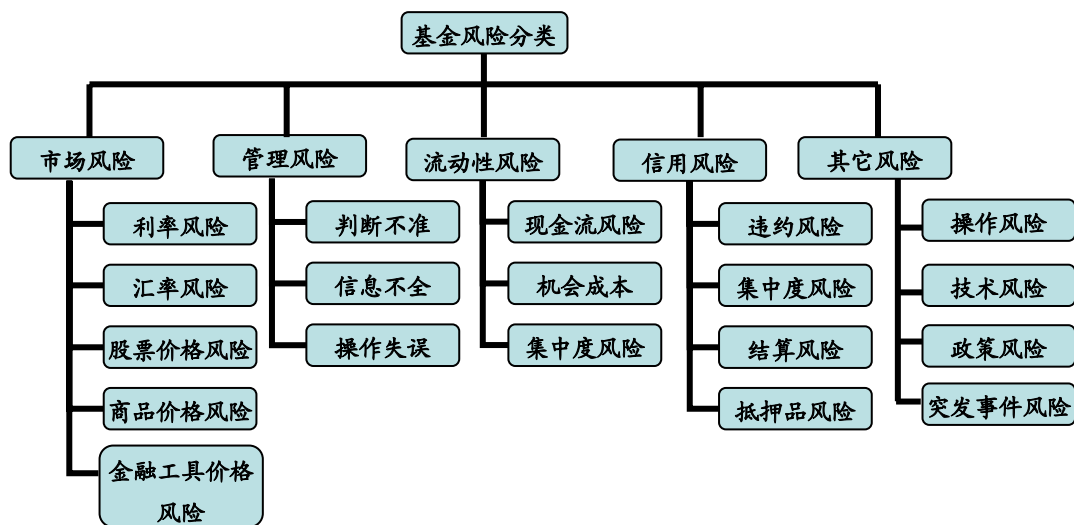 基金风险分类
市场风险
管理风险
流动性风险
信用风险
其它风险
利率风险
汇率风险
股票价格风险
商品价格风险
金融工具价格
风险
判断不准
信息不全
操作失误
现金流风险
机会成本
集中度风险
违约风险
集中度风险
结算风险
抵押品风险
操作风险
技术风险
政策风险
突发事件风险